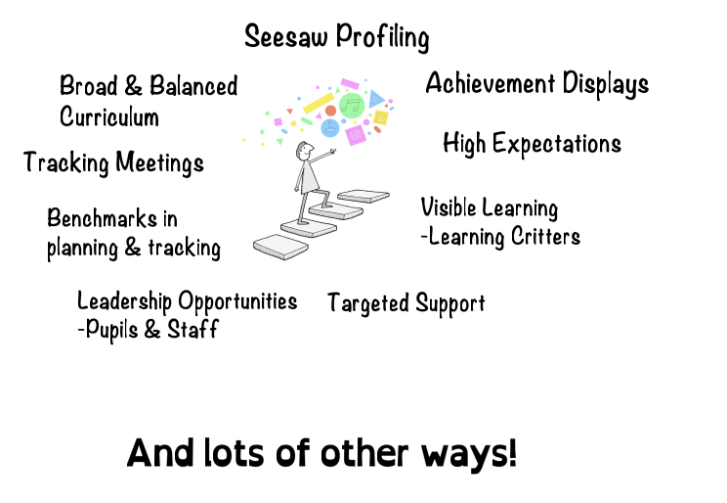 Seesaw Profiling
Broad & Balanced
Curriculum
Achievement Displays
High Expectations
Tracking Meetings
Visible Learning
-Learning Critters
Benchmarks in
planning & tracking
Leadership Opportunities
-Pupils & Staff
Targeted Support
And lots of other ways!